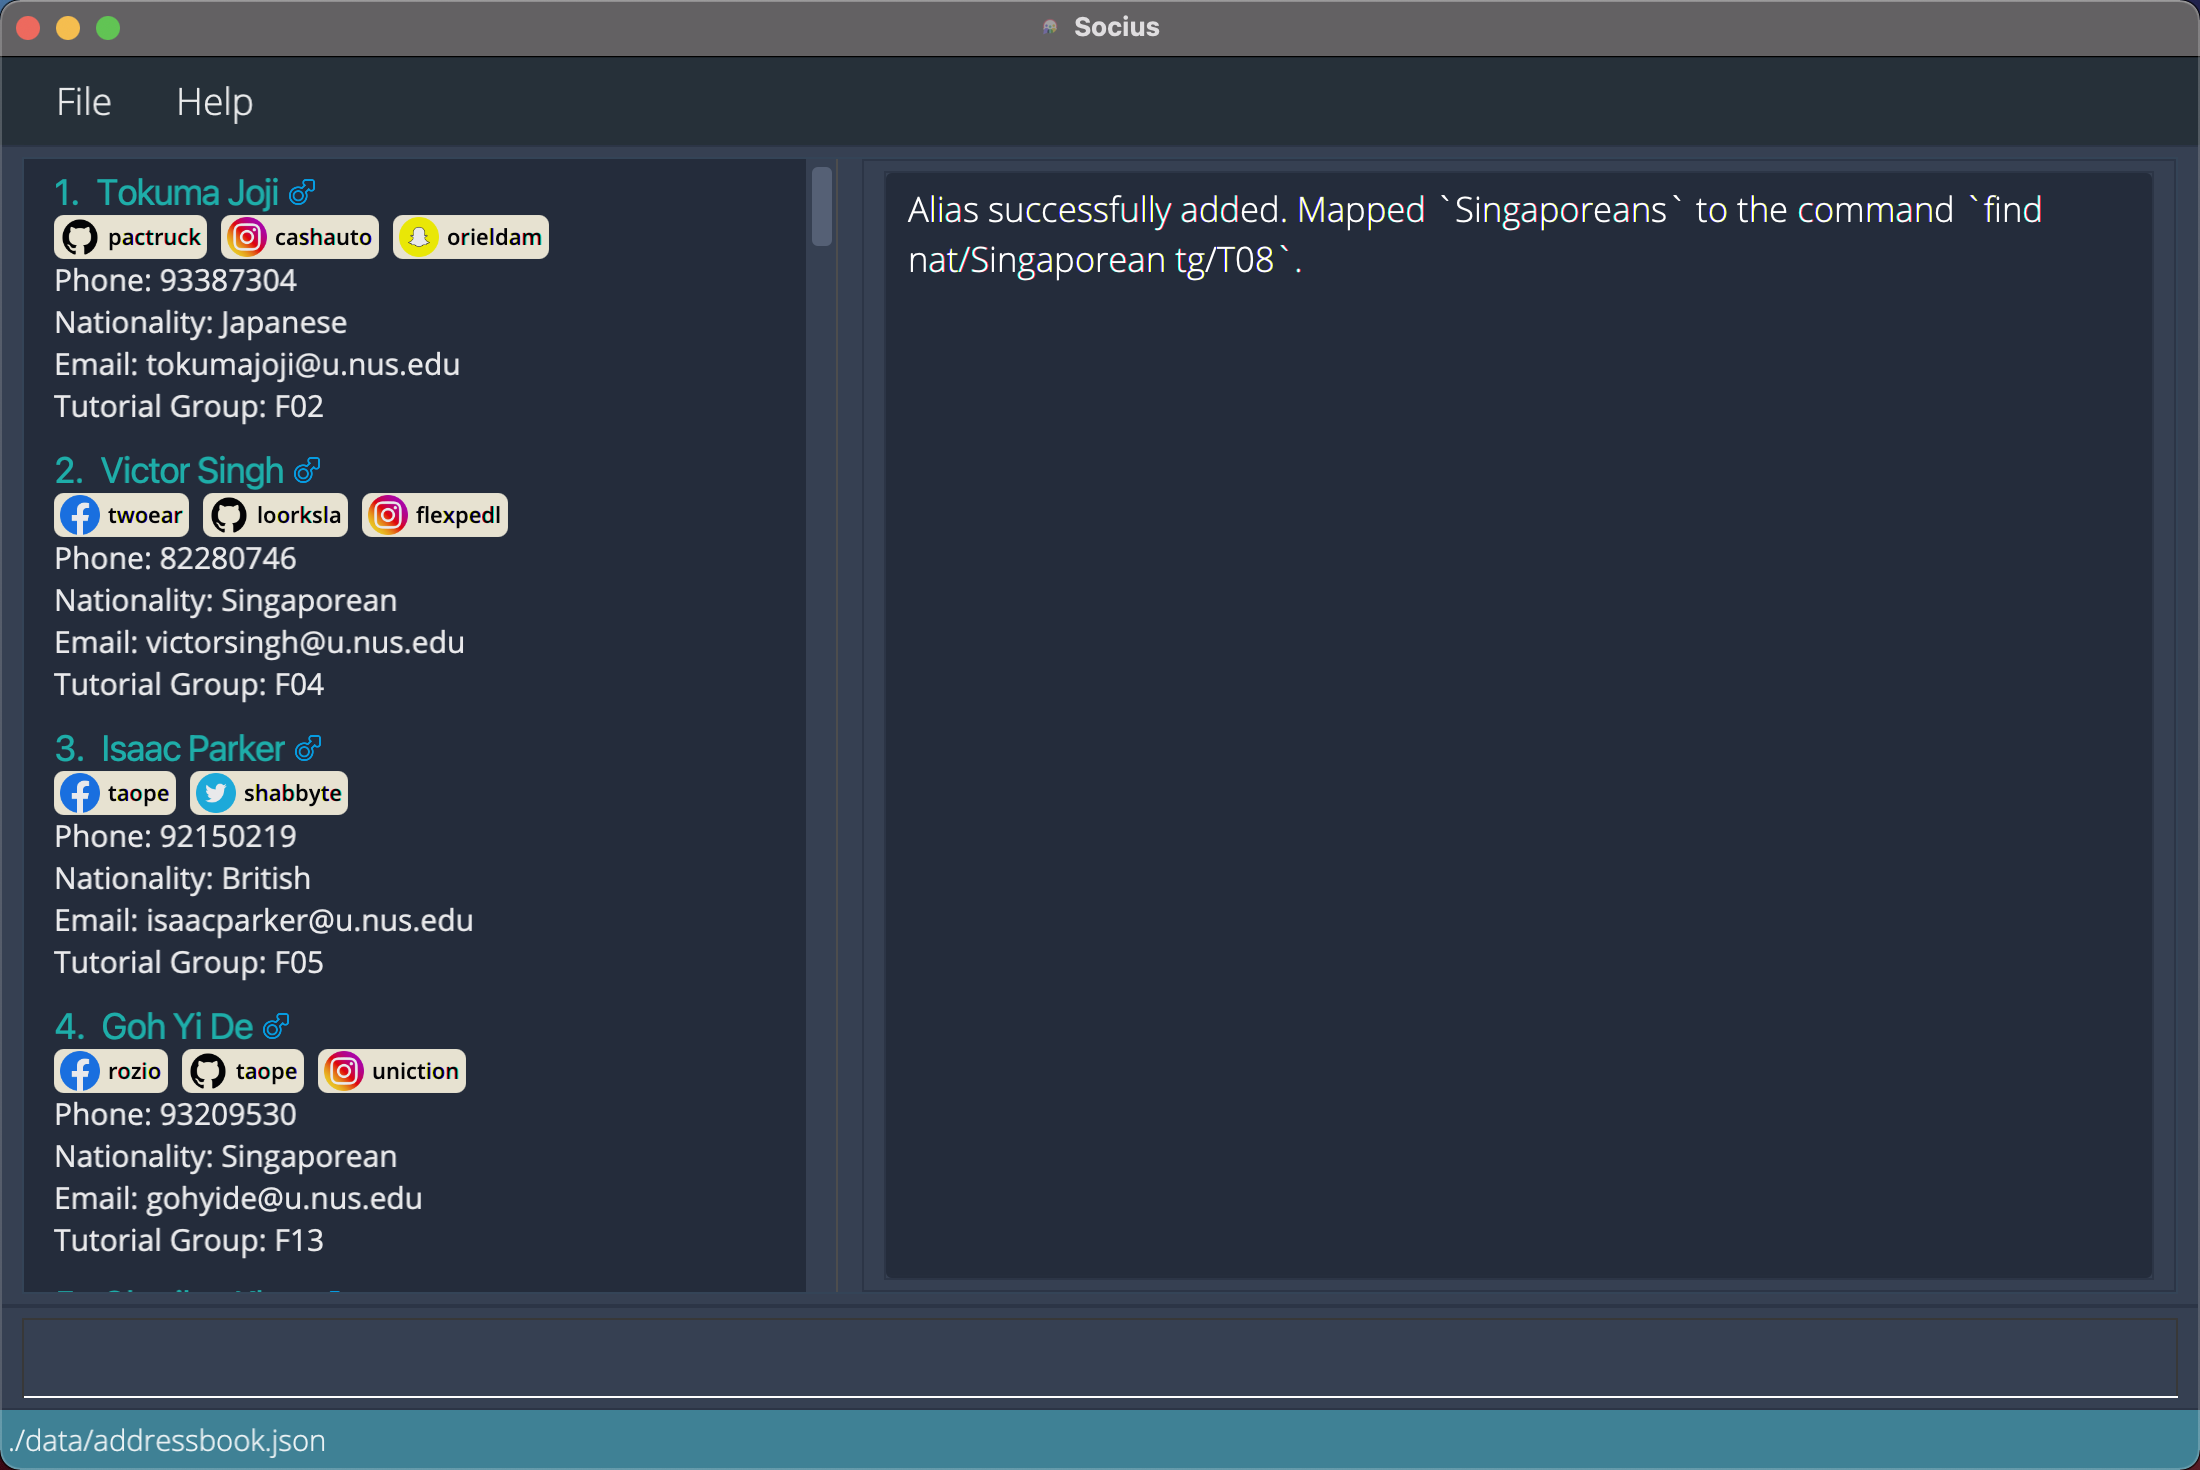 Socius
File Help
1. Tokuma Joji
pactruck cashauto orieldam
Phone: 93387304
Nationality: Japanese
Email: tokumajoji@u.nus.edu
Tutorial Group: F02
2. Victor Singh
twoear loorksla flexpedl
Phone: 82280746
Nationality: Singaporean
Email: victorsingh@u.nus.edu
Tutorial Group: F04
3. Isaac Parker
taope shabbyte
Phone: 92150219
Nationality: British
Email: isaacparker@u.nus.edu
Tutorial Group: F05
4. Goh Yi De
rozio taope uniction
Phone: 93209530
Nationality: Singaporean
Email: gohyide@u.nus.edu
Tutorial Group: F13
Alias successfully added. Mapped `Singaporeans` to the command `find
nat/Singaporean tg/T08`.
./data/addressbook.json